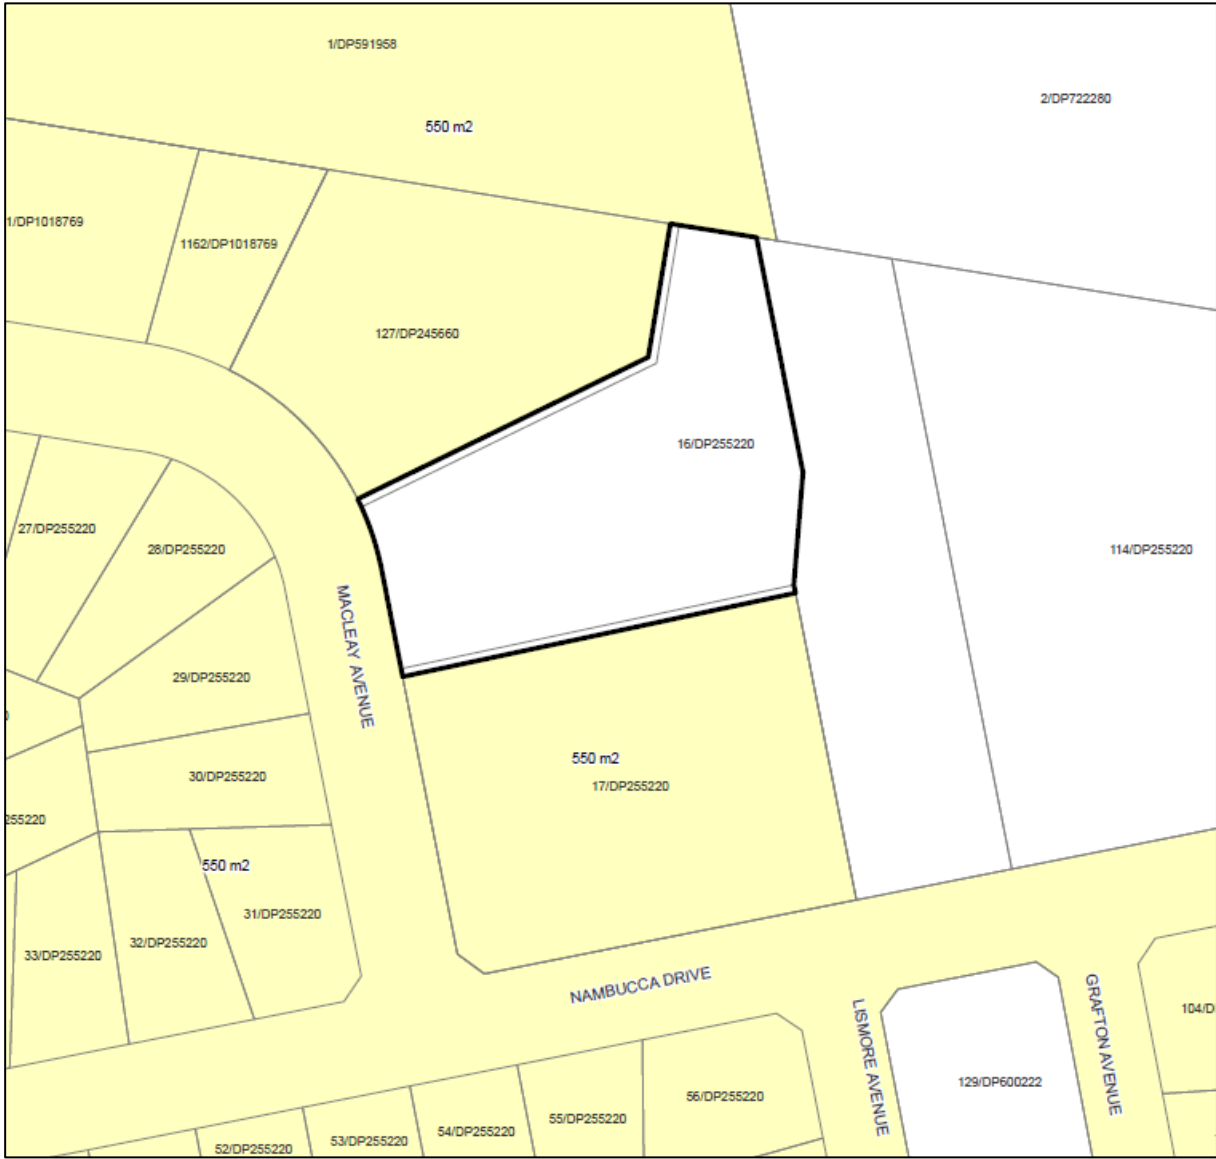 1/DP591958
2/DP722280
550 m2
1/DP1018769
1162/DP1018769
127/DP245660
16/DP255220
27/DP255220
28/DP255220
114/DP255220
MACLEAY AVENUE
29/DP255220
550 m2
30/DP255220
17/DP255220
255220
550 m2
31/DP255220
32/DP255220
33/DP255220
NAMBUCCA DRIVE
LISMORE AVENUE
GRAFTON AVENUE
104/D
129/DP600222
56/DP255220
55/DP255220
54/DP255220
53/DP255220
52/DP255220